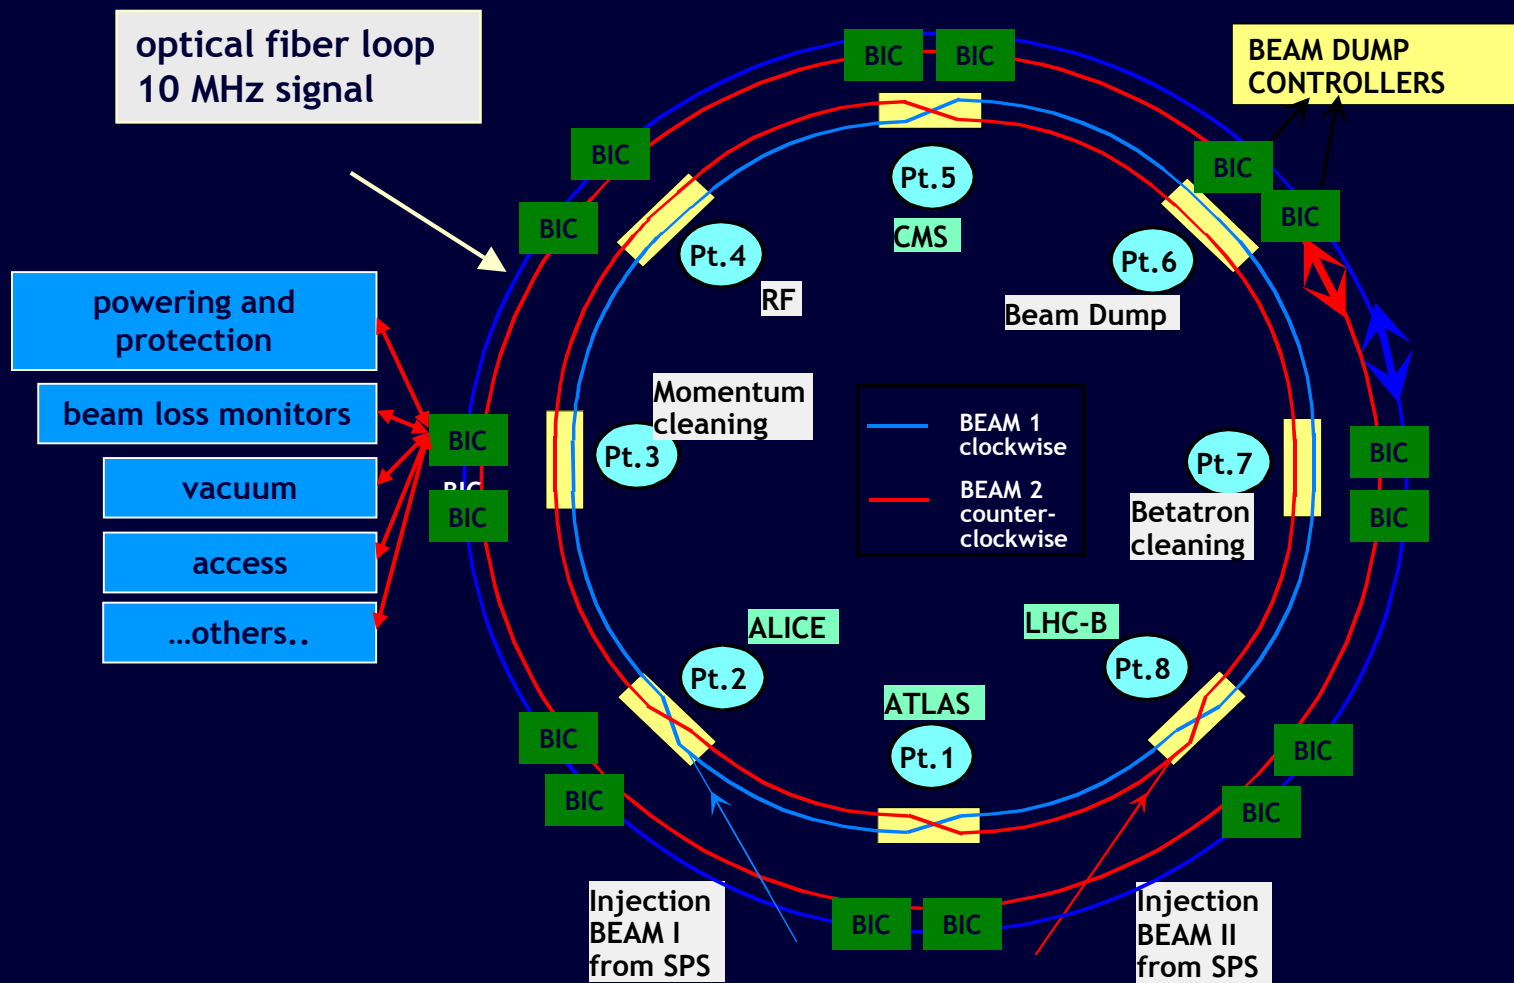 optical fiber loop
10 MHz signal
BIC
BIC
BEAM DUMP
CONTROLLERS
BIC
BIC
BIC
BIC
Pt.5
CMS
Pt.4
RF
Pt.6
Beam Dump
powering and
protection
beam loss monitors
vacuum
access
...others..
BIC
BIC
BIC
Momentum
cleaning
Pt.3
BEAM 1
clockwise
BEAM 2
counter-
clockwise
Pt.7
Betatron
cleaning
BIC
BIC
ALICE
Pt.2
LHC-B
Pt.8
ATLAS
Pt.1
BIC
BIC
BIC
BIC
BIC
BIC
Injection
BEAM I
from SPS
Injection
BEAM II
from SPS